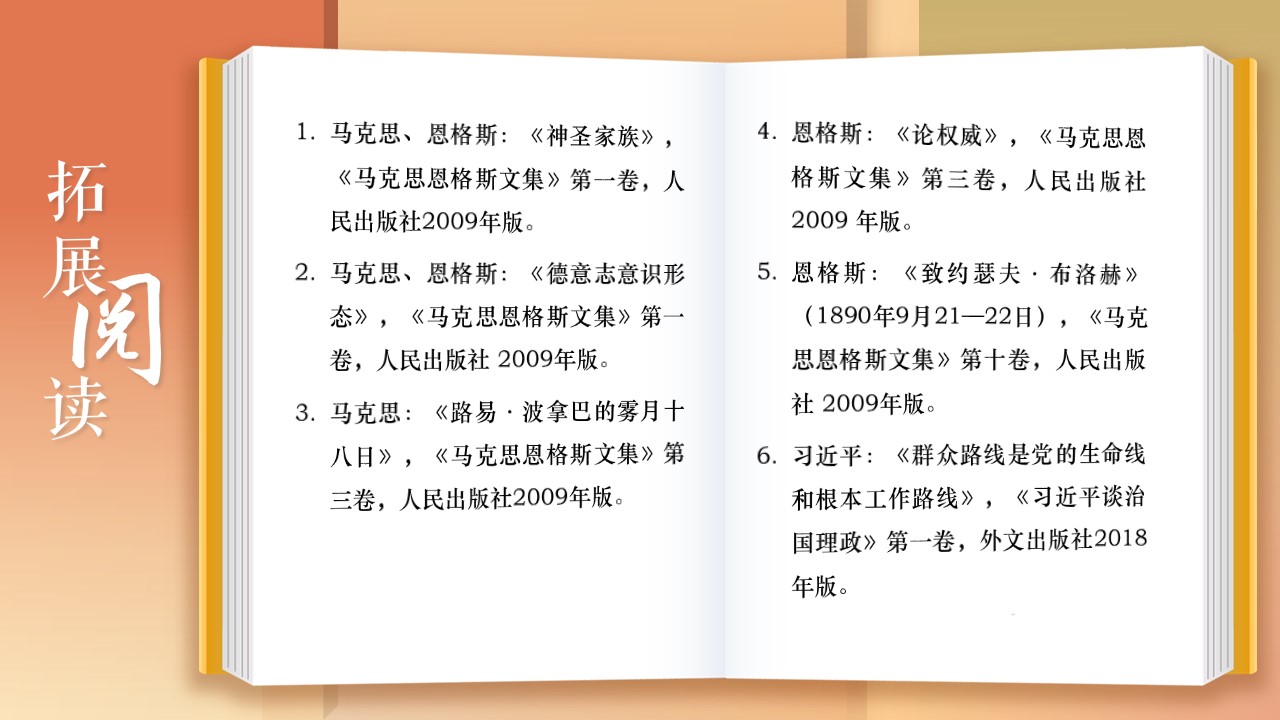 拓展阅读
1. 马克思、恩格斯：《神圣家族》，
《马克思恩格斯文集》第一卷，人
民出版社2009年版。
2. 马克思、恩格斯：《德意志意识形
态》，《马克思恩格斯文集》第一
卷，人民出版社 2009年版。
3. 马克思：《路易·波拿巴的雾月十
八日》，《马克思恩格斯文集》第
三卷，人民出版社2009年版。
4. 恩格斯：《论权威》，《马克思恩
格斯文集》第三卷，人民出版社
2009 年版。
5. 恩格斯：《致约瑟夫·布洛赫》
（1890年9月21—22日），《马克
思恩格斯文集》第十卷，人民出版
社 2009年版。
6. 习近平：《群众路线是党的生命线
和根本工作路线》，《习近平谈治
国理政》第一卷，外文出版社2018
年版。